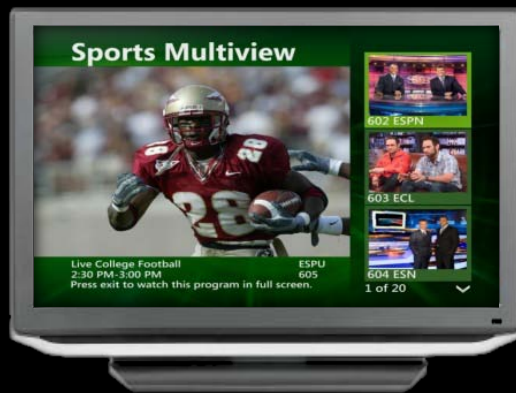 Sports Multiview
28
28
Live College Football ESPU
2:30 PM-3:00 PM 605
Press exit to watch this program in full screen.
602 ESPN
603 ECL
604 ESN
1 of 20